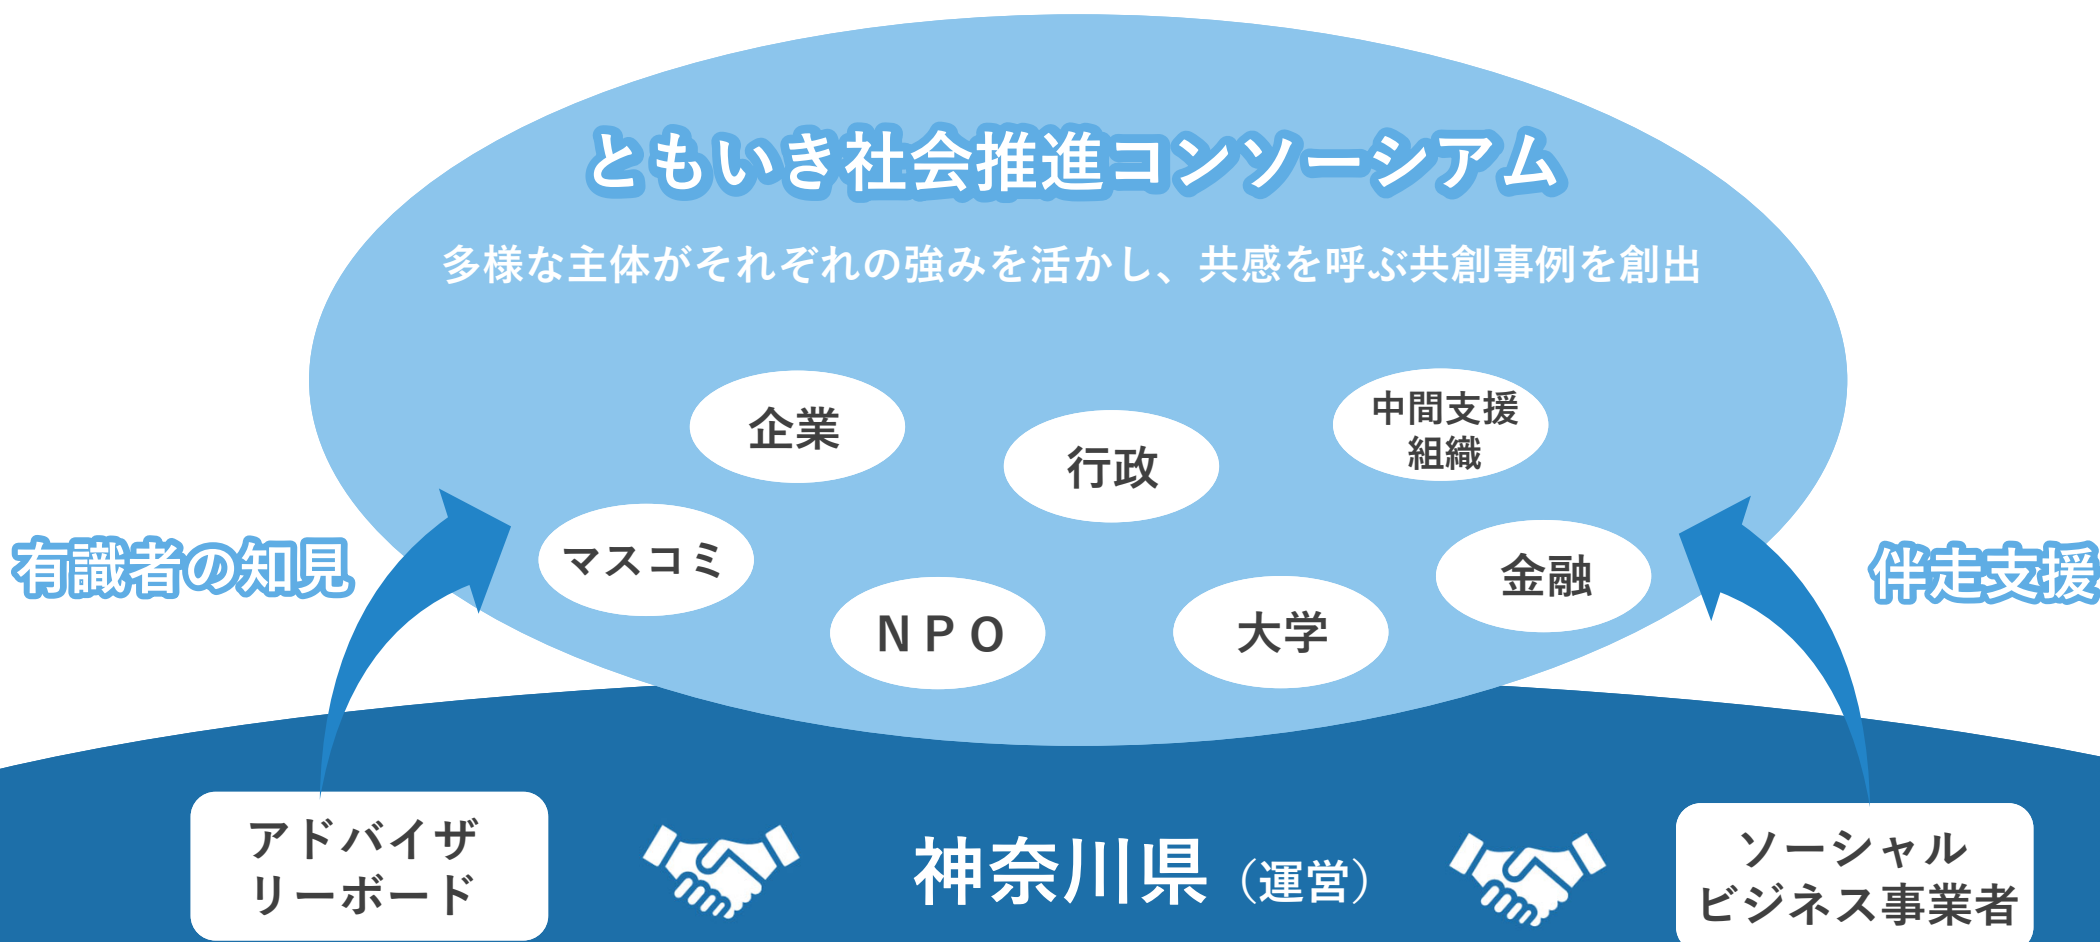 ともいき社会推進コンソーシアム
多様な主体がそれぞれの強みを活かし、共感を呼ぶ共創事例を創出
企業
行政
中間支援
組織
マスコミ
ＮＰＯ
大学
金融
有識者の知見
伴走支援
アドバイザ
リーボード
神奈川県（運営）
ソーシャル
ビジネス事業者